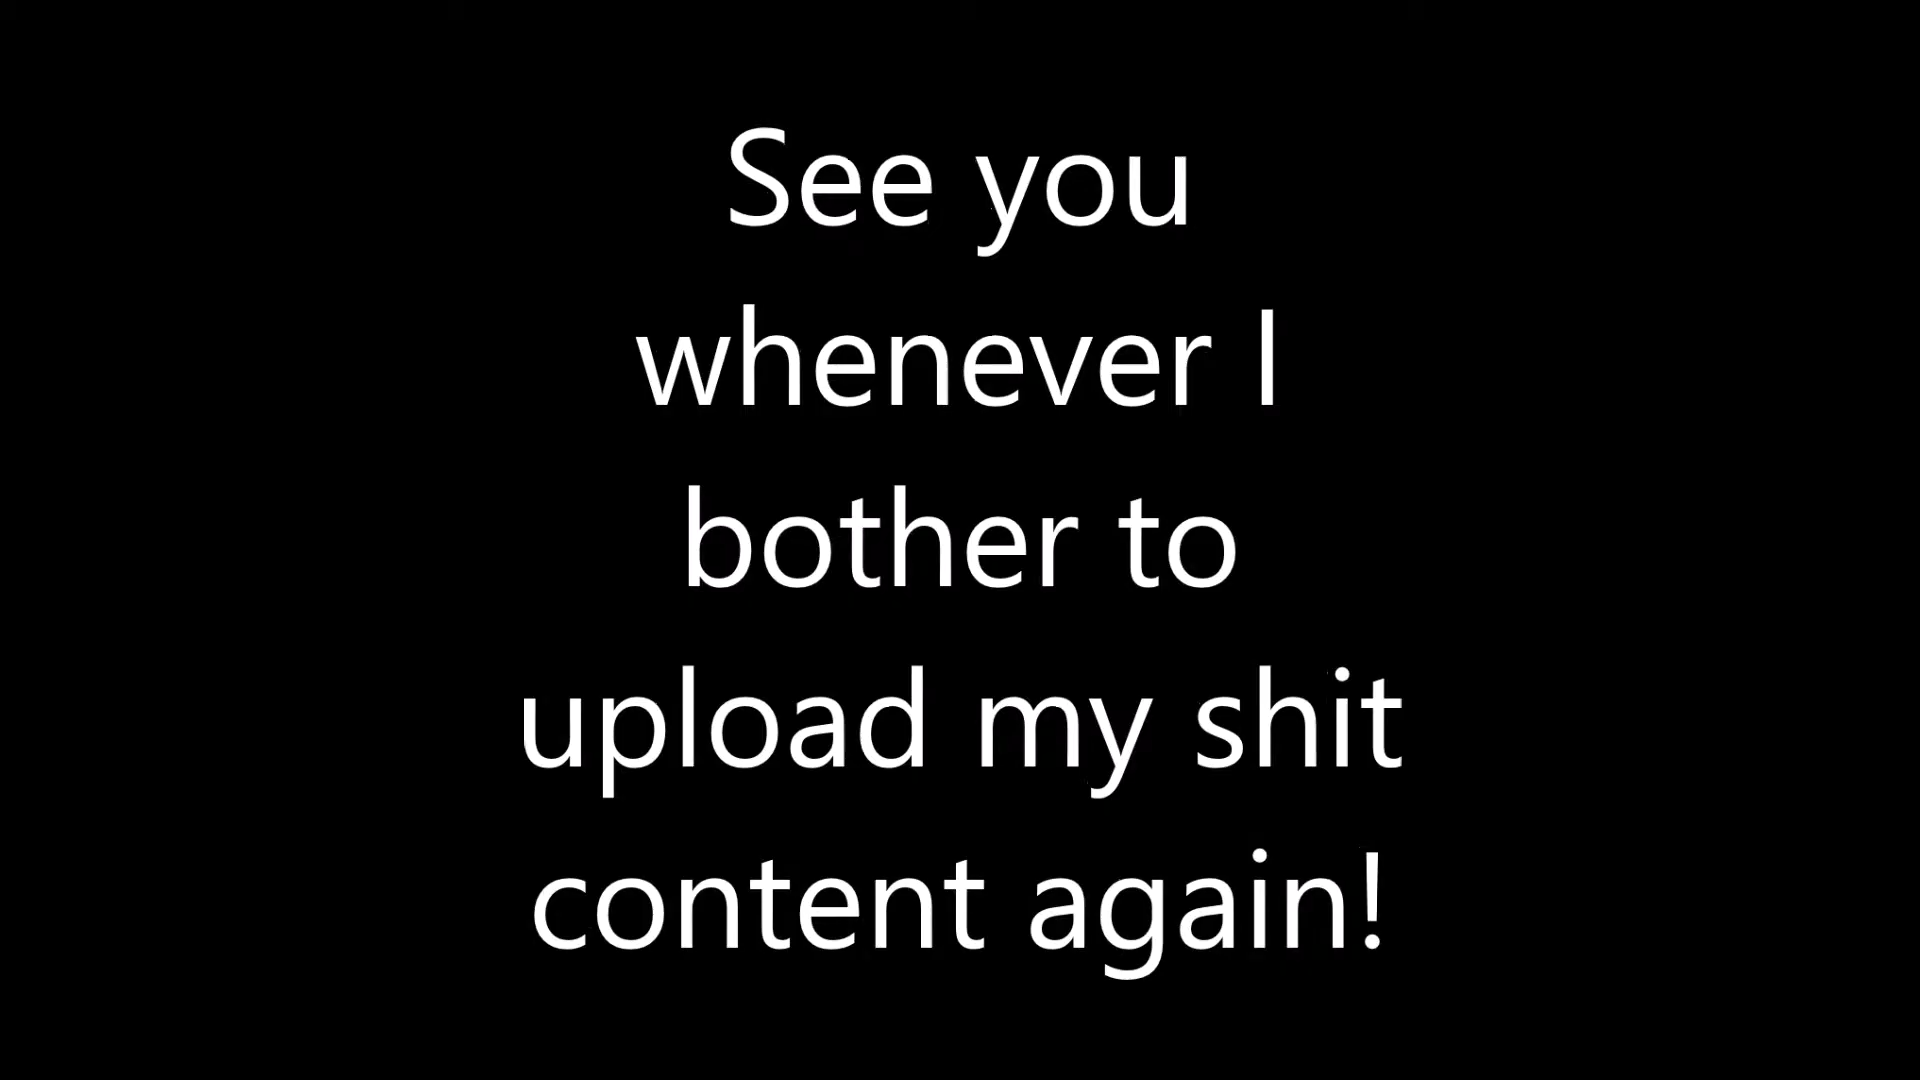 See you
whenever I
bother to
upload my shit
content again!